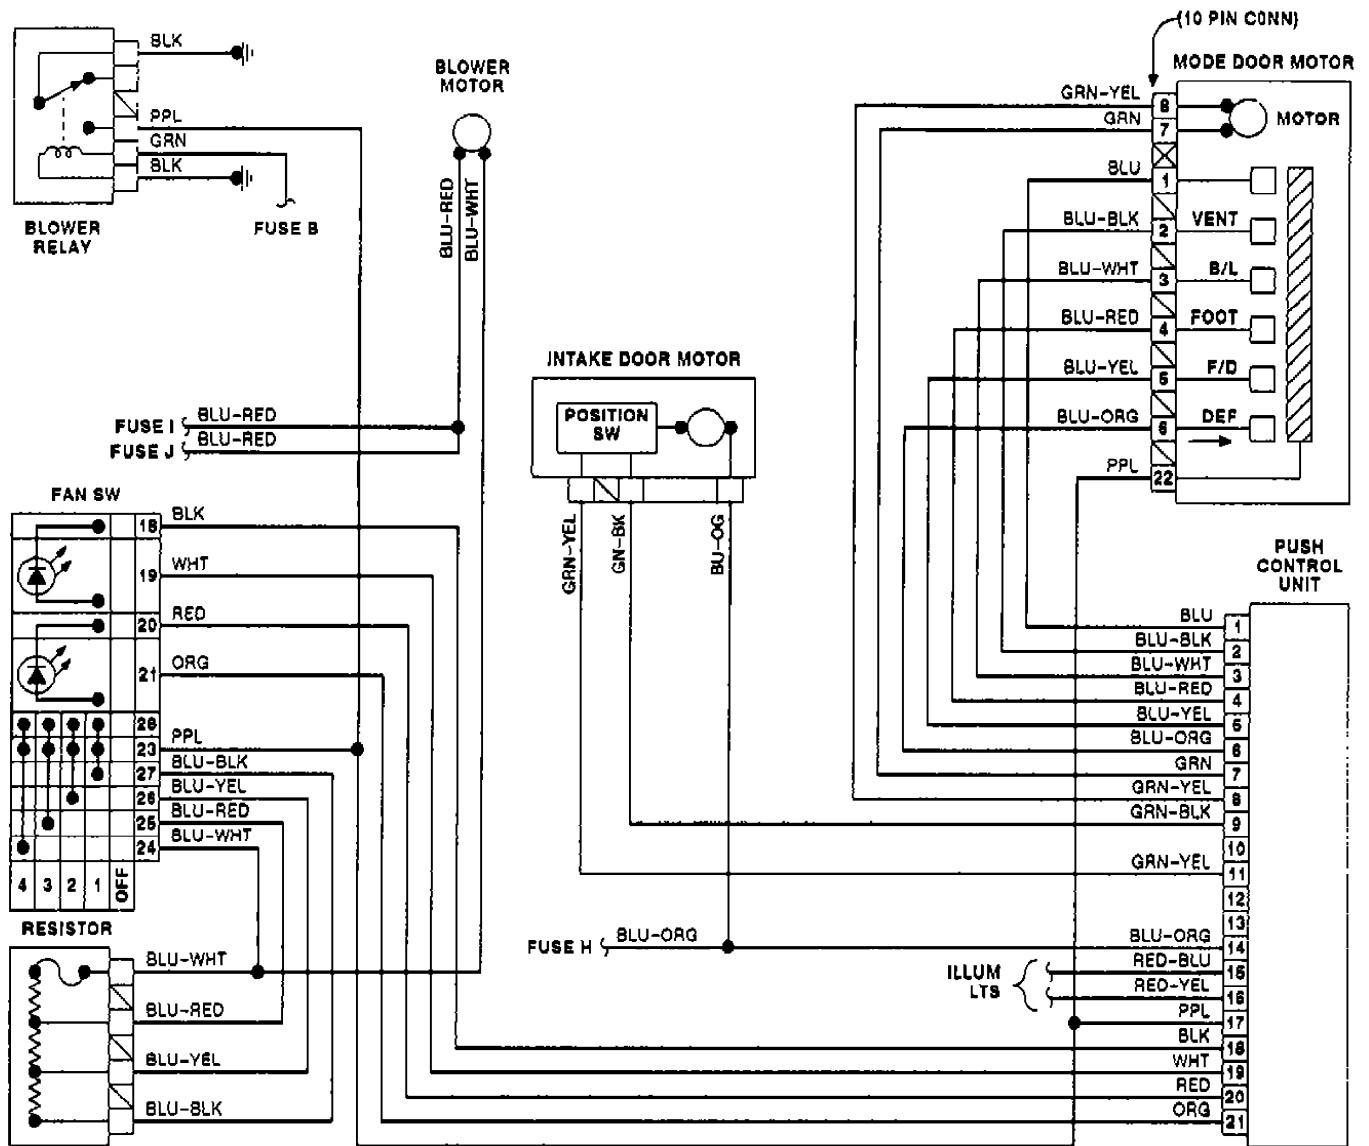 (10 PIN CONN)
MODE DOOR MOTOR
BLK
PPL
GRN
BLK
BLOWER
RELAY
FUSE B
BLOWER
MOTOR
BLU-RED
BLU-WHT
FUSE I
BLU-RED
FUSE J
BLU-RED
INTAKE DOOR MOTOR
POSITION
SW
GRN-YEL
GN-BK
BU-OG
GRN-YEL
8
MOTOR
GRN
7
BLU
1
BLU-BLK
2
VENT
BLU-WHT
3
B/L
BLU-RED
4
FOOT
BLU-YEL
5
F/D
BLU-ORG
6
DEF
PPL
22
FAN SW
18
BLK
19
WHT
20
RED
21
ORG
28
23
PPL
27
BLU-BLK
26
BLU-YEL
25
BLU-RED
24
BLU-WHT
4 3 2 1 OFF
RESISTOR
BLU-WHT
BLU-RED
BLU-YEL
BLU-BLK
FUSE H
BLU-ORG
ILLUM
LTS
PUSH
CONTROL
UNIT
BLU 1
BLU-BLK 2
BLU-WHT 3
BLU-RED 4
BLU-YEL 5
BLU-ORG 6
GRN 7
GRN-YEL 8
GRN-BLK 9
10
GRN-YEL 11
12
13
BLU-ORG 14
RED-BLU 15
RED-YEL 16
PPL 17
BLK 18
WHT 19
RED 20
ORG 21